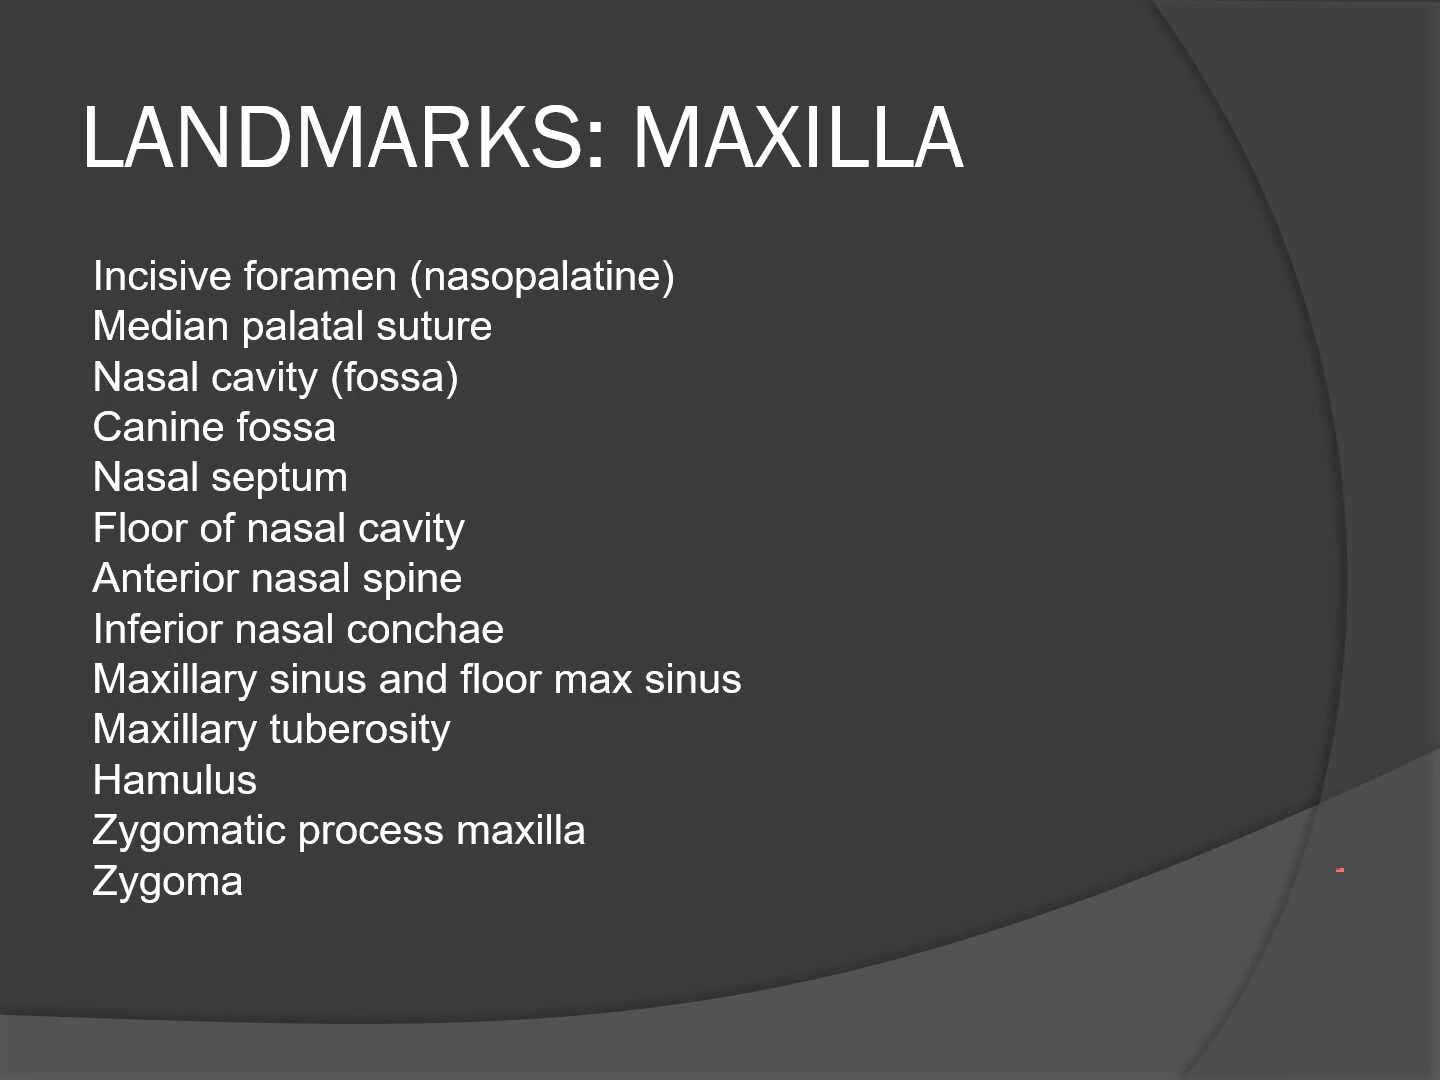 LANDMARKS: MAXILLA
Incisive foramen (nasopalatine)
Median palatal suture
Nasal cavity (fossa)
Canine fossa
Nasal septum
Floor of nasal cavity
Anterior nasal spine
Inferior nasal conchae
Maxillary sinus and floor max sinus
Maxillary tuberosity
Hamulus
Zygomatic process maxilla
Zygoma